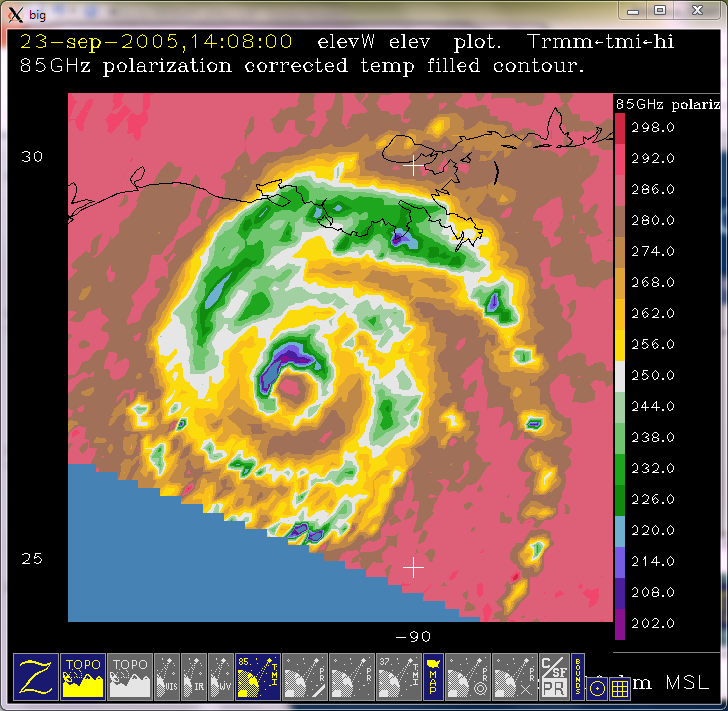 big
23-sep-2005,14:08:00 elevW elev plot. Trmm←tmi←hi
85GHz polarization corrected temp filled contour.
85GHz polariz
298.0
292.0
30
286.0
280.0
274.0
268.0
262.0
256.0
250.0
244.0
238.0
232.0
226.0
220.0
25
214.0
208.0
-90
202.0
Z
TOPO
TOPO
VIS
IR
WV
85. TMI
PR
PR
37. TMI
MAP
PR
PR
C/SF PR
BOUNDS
m MSL